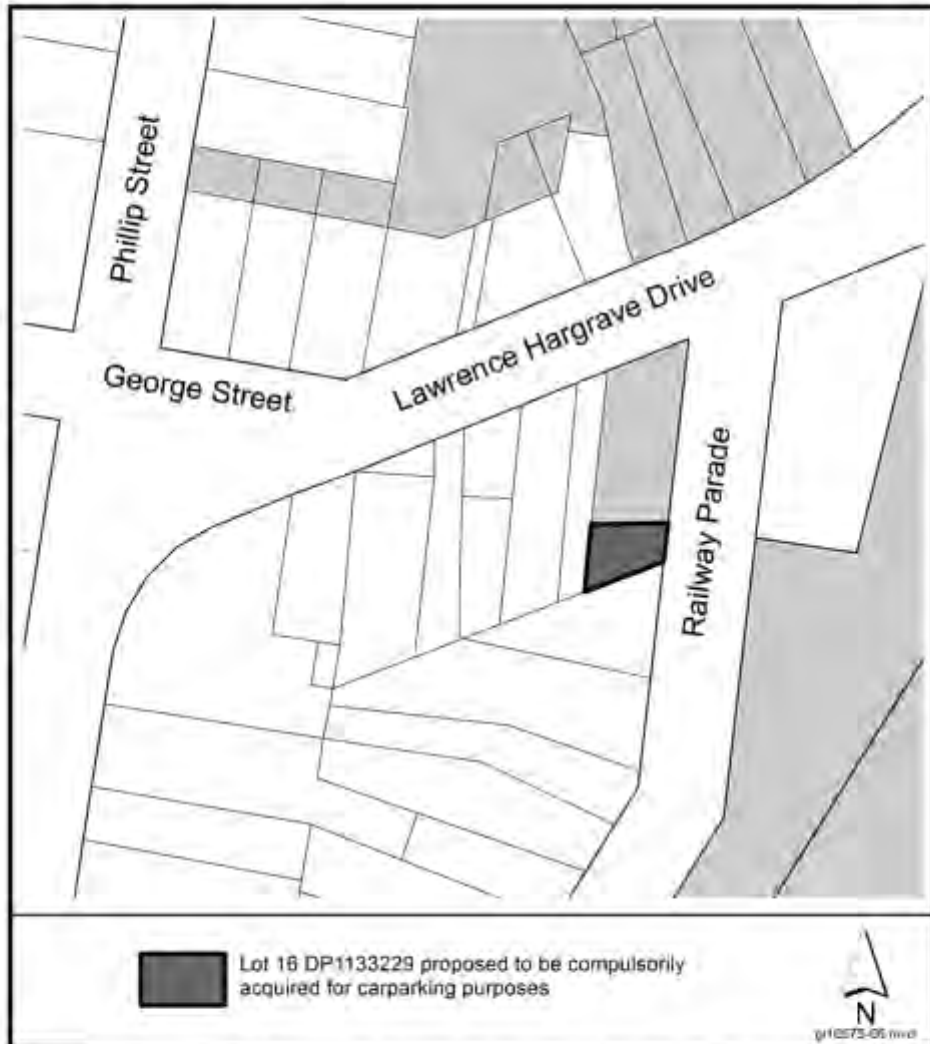 Phillip Street
George Street
Lawrence Hargrave Drive
Railway Parade
Lot 16 DP1133229 proposed to be compulsorily
acquired for carparking purposes
N